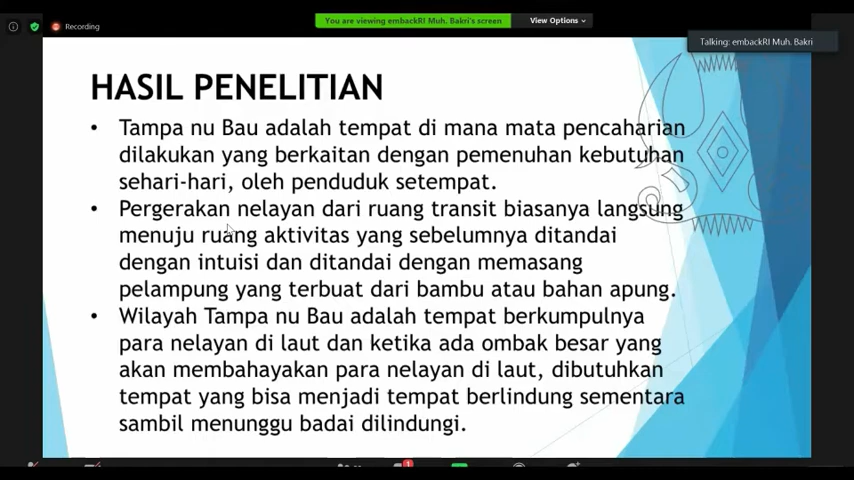 You are viewing embackRI Muh. Bakri's screen
View Options
Recording
Talking: embackRI Muh. Bakri
HASIL PENELITIAN
• Tampa nu Bau adalah tempat di mana mata pencaharian
dilakukan yang berkaitan dengan pemenuhan kebutuhan
sehari-hari, oleh penduduk setempat.
• Pergerakan nelayan dari ruang transit biasanya langsung
menuju ruang aktivitas yang sebelumnya ditandai
dengan intuisi dan ditandai dengan memasang
pelampung yang terbuat dari bambu atau bahan apung.
• Wilayah Tampa nu Bau adalah tempat berkumpulnya
para nelayan di laut dan ketika ada ombak besar yang
akan membahayakan para nelayan di laut, dibutuhkan
tempat yang bisa menjadi tempat berlindung sementara
sambil menunggu badai dilindungi.
1